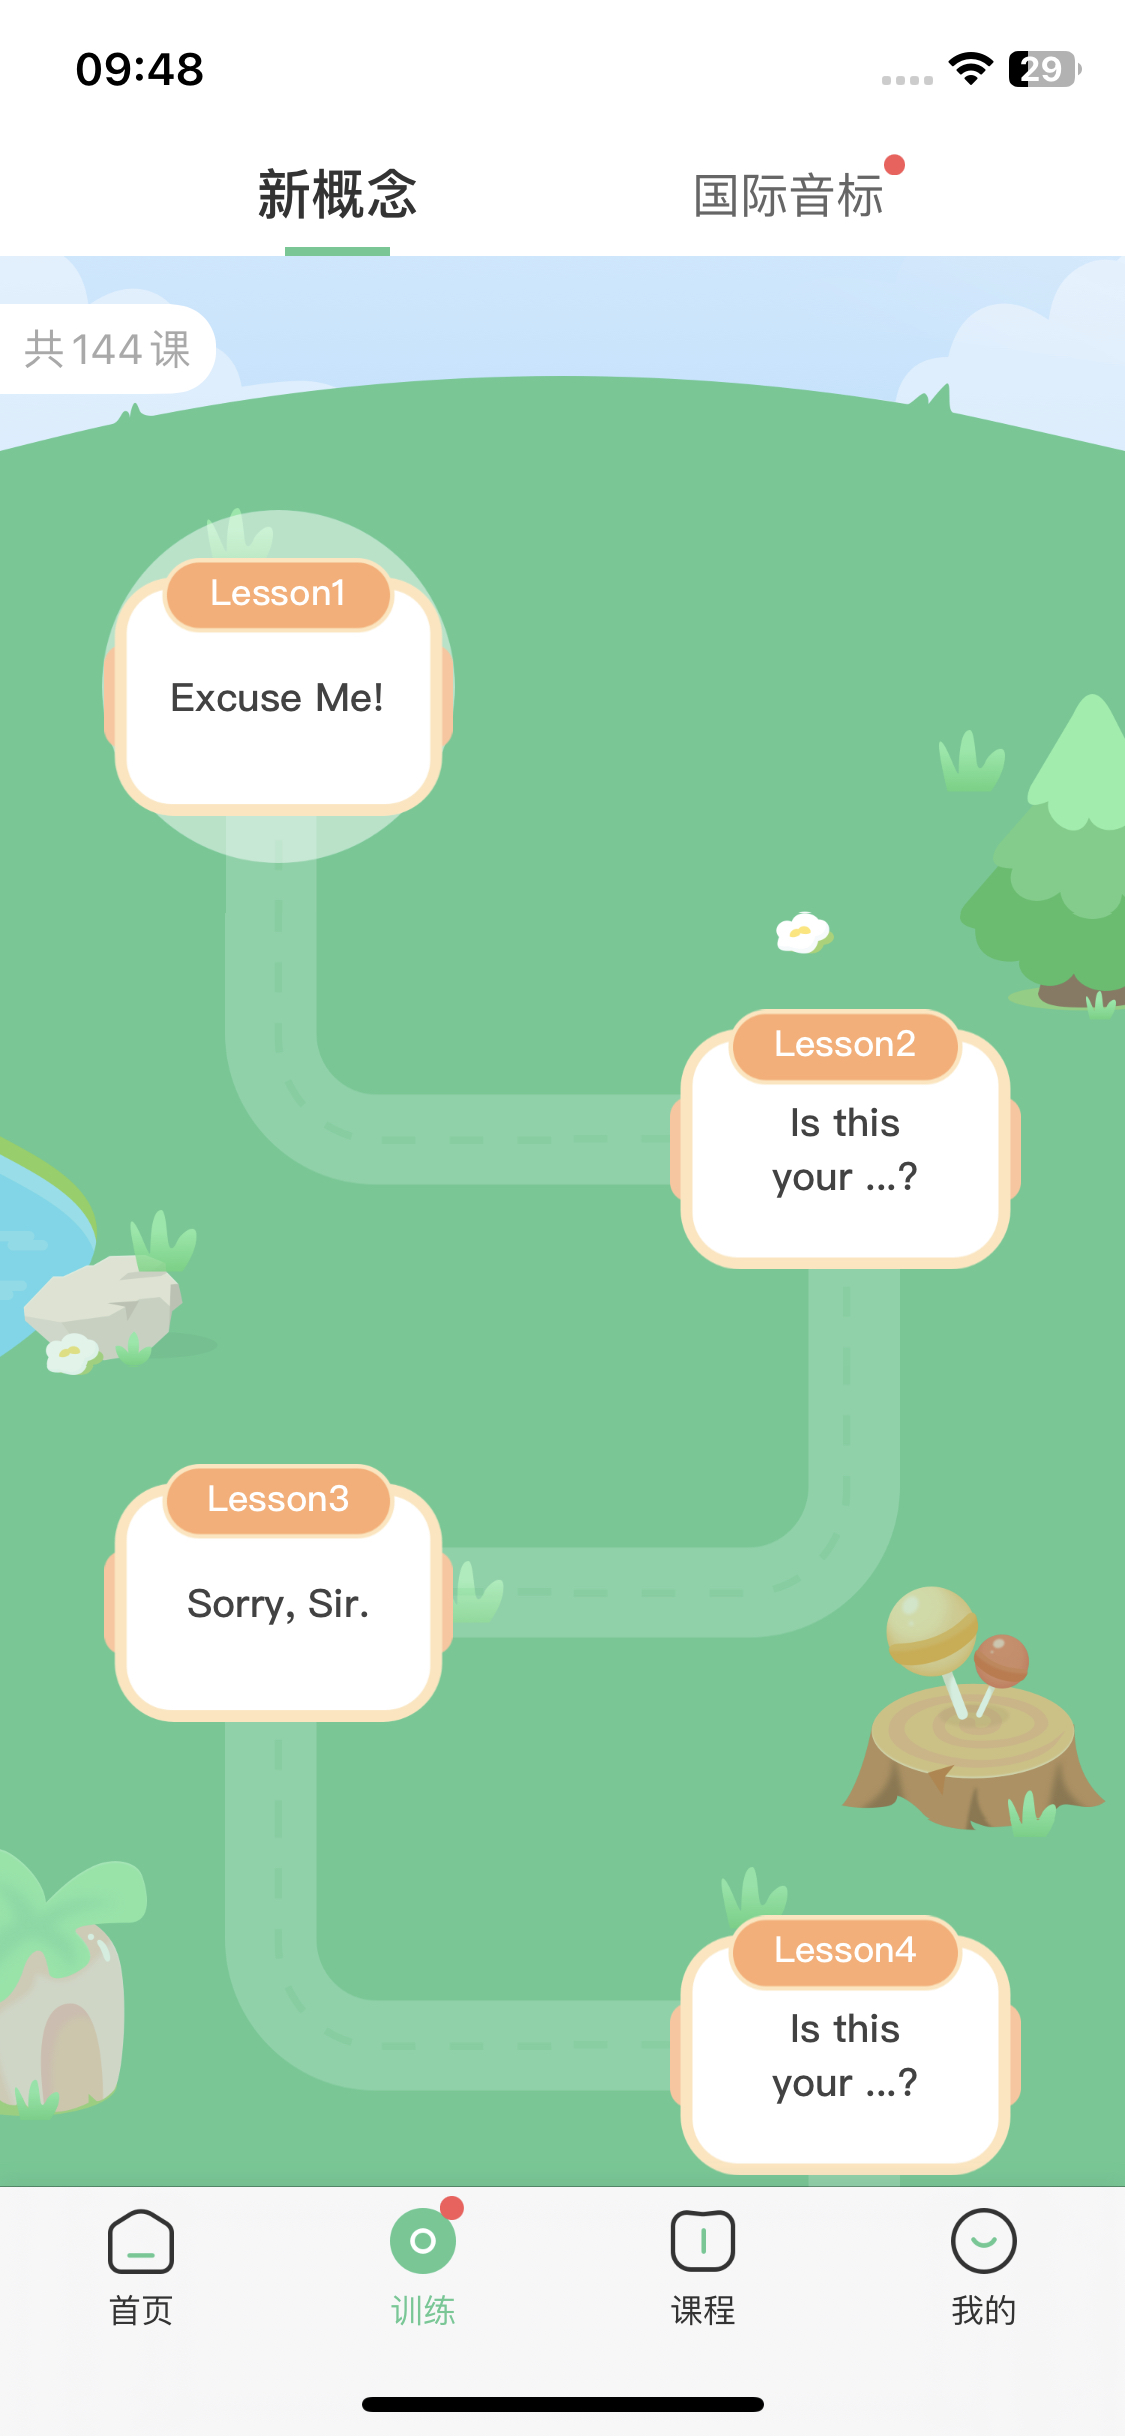 09:48
29
新概念
国际音标
共144课
Lesson1
Excuse Me!
Lesson2
Is this
your ...?
Lesson3
Sorry, Sir.
Lesson4
Is this
your ...?
首页
训练
课程
我的